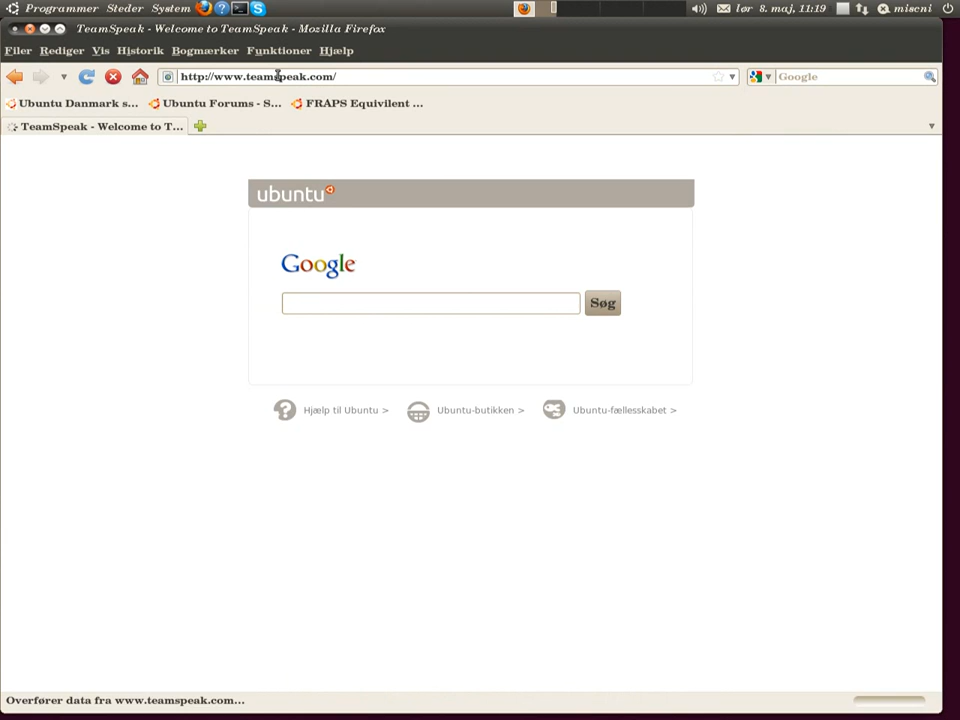 Programmer Steder System lør 8. maj, 11:19 miscni
TeamSpeak - Welcome to TeamSpeak - Mozilla Firefox
Filer Rediger Vis Historik Bogmærker Funktioner Hjælp
http://www.teamspeak.com/ Google
Ubuntu Danmark s... Ubuntu Forums - S... FRAPS Equivilent ...
TeamSpeak - Welcome to T...
ubuntu
Google
Søg
Hjælp til Ubuntu > Ubuntu-butikken > Ubuntu-fællesskabet >
Overfører data fra www.teamspeak.com...